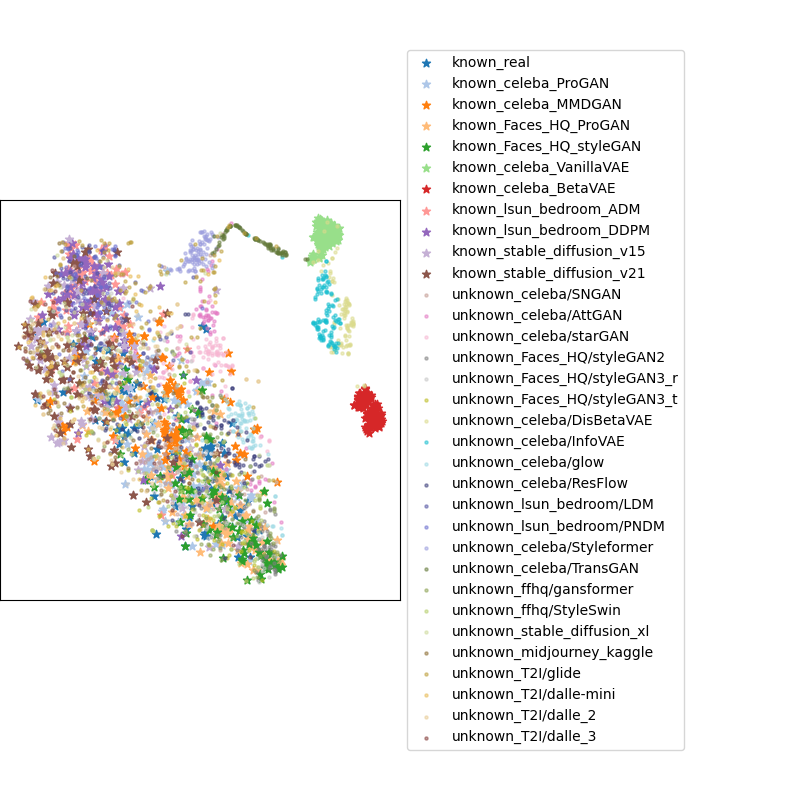 known_real
known_celeba_ProGAN
known_celeba_MMDGAN
known_Faces_HQ_ProGAN
known_Faces_HQ_styleGAN
known_celeba_VanillaVAE
known_celeba_BetaVAE
known_lsun_bedroom_ADM
known_lsun_bedroom_DDPM
known_stable_diffusion_v15
known_stable_diffusion_v21
unknown_celeba/SNGAN
unknown_celeba/AttGAN
unknown_celeba/starGAN
unknown_Faces_HQ/styleGAN2
unknown_Faces_HQ/styleGAN3_r
unknown_Faces_HQ/styleGAN3_t
unknown_celeba/DisBetaVAE
unknown_celeba/InfoVAE
unknown_celeba/glow
unknown_celeba/ResFlow
unknown_lsun_bedroom/LDM
unknown_lsun_bedroom/PNDM
unknown_celeba/Styleformer
unknown_celeba/TransGAN
unknown_ffhq/gansformer
unknown_ffhq/StyleSwin
unknown_stable_diffusion_xl
unknown_midjourney_kaggle
unknown_T2I/glide
unknown_T2I/dalle-mini
unknown_T2I/dalle_2
unknown_T2I/dalle_3